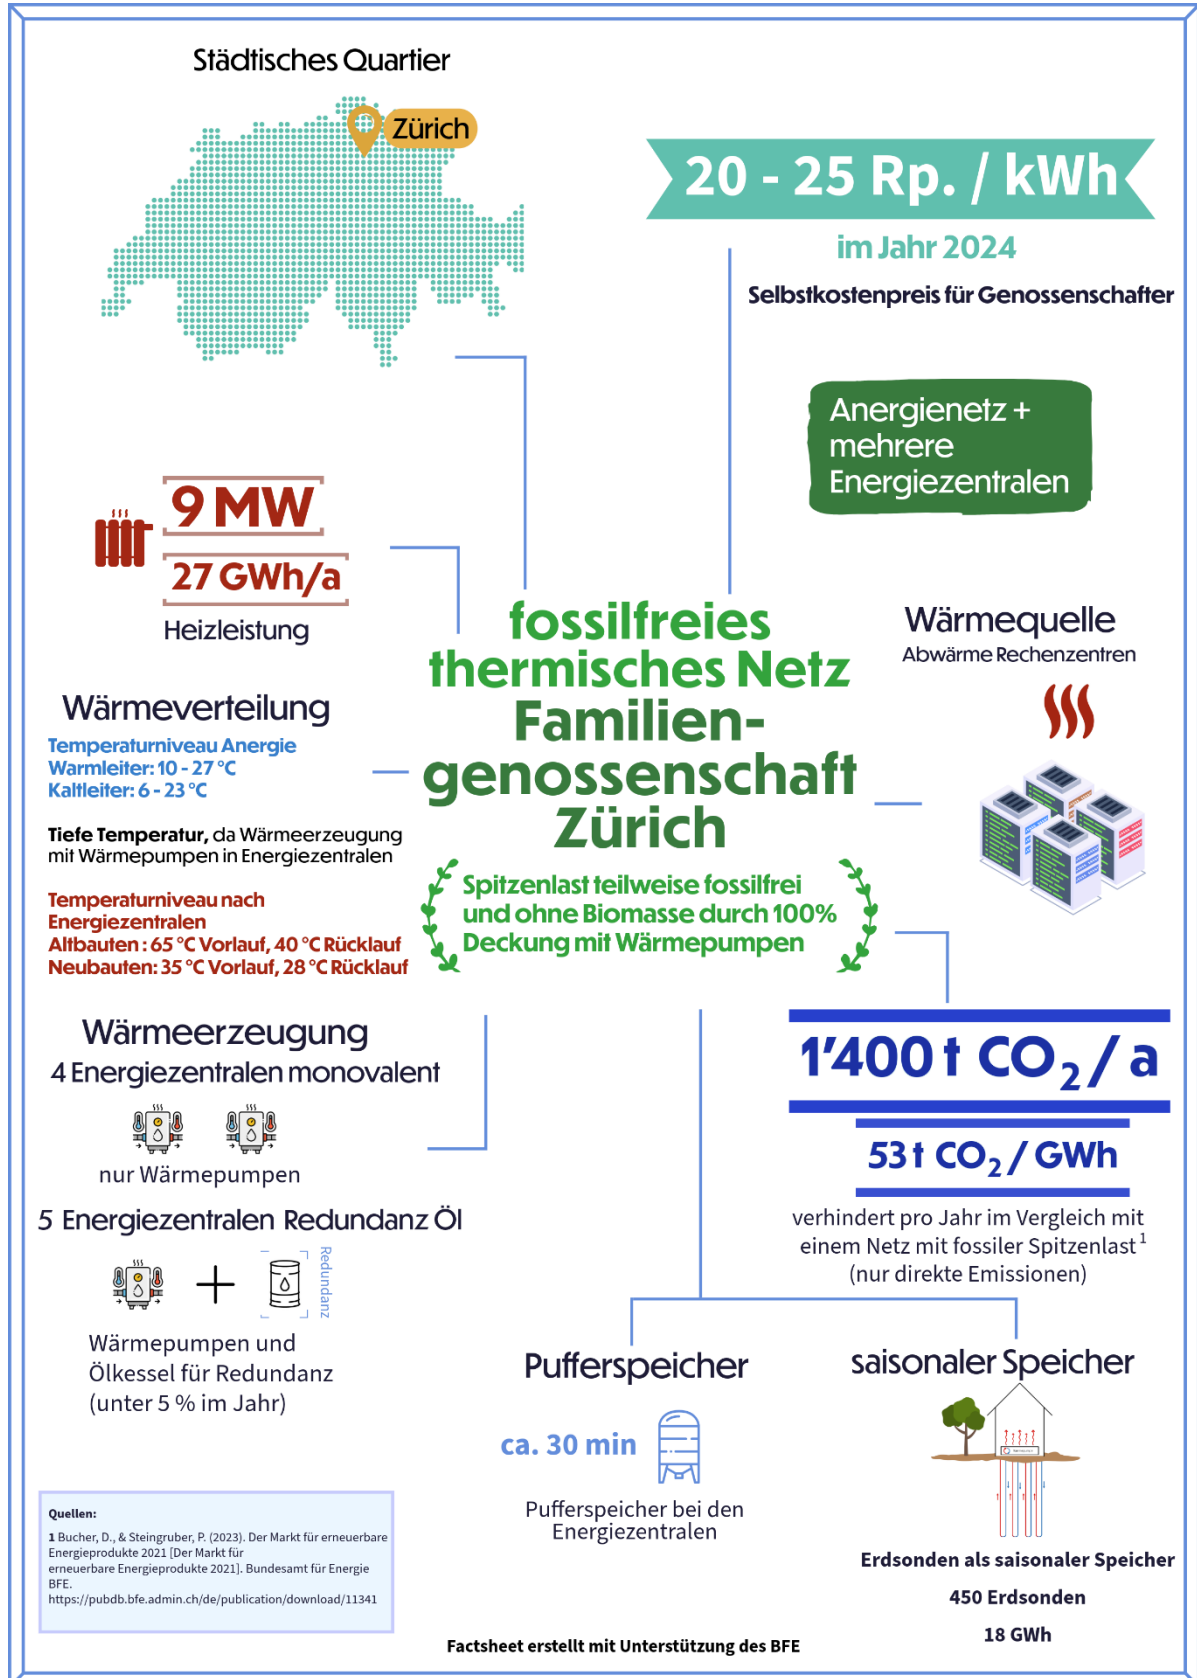 Städtisches Quartier
Zürich
20 - 25 Rp. / kWh
im Jahr 2024
Selbstkostenpreis für Genossenschafter
Anergienetz +
mehrere
Energiezentralen
9 MW
27 GWh/a
Heizleistung
fossilfreies
thermisches Netz
Familien-
genossenschaft
Zürich
Spitzenlast teilweise fossilfrei
und ohne Biomasse durch 100%
Deckung mit Wärmepumpen
Wärmequelle
Abwärme Rechenzentren
Wärmeverteilung
Temperaturniveau Anergie
Warmleiter: 10 - 27 °C
Kaltleiter: 6 - 23 °C
Tiefe Temperatur, da Wärmeerzeugung
mit Wärmepumpen in Energiezentralen
Temperaturniveau nach
Energiezentralen
Altbauten : 65 °C Vorlauf, 40 °C Rücklauf
Neubauten: 35 °C Vorlauf, 28 °C Rücklauf
Wärmeerzeugung
4 Energiezentralen monovalent
nur Wärmepumpen
5 Energiezentralen Redundanz Öl
Redundanz
Wärmepumpen und
Ölkessel für Redundanz
(unter 5 % im Jahr)
1'400 t CO₂ / a
53 t CO₂ / GWh
verhindert pro Jahr im Vergleich mit
einem Netz mit fossiler Spitzenlast ¹
(nur direkte Emissionen)
Pufferspeicher
ca. 30 min
Pufferspeicher bei den
Energiezentralen
saisonaler Speicher
Erdsonden als saisonaler Speicher
450 Erdsonden
18 GWh
Quellen:
1 Bucher, D., & Steingruber, P. (2023). Der Markt für erneuerbare
Energieprodukte 2021 [Der Markt für
erneuerbare Energieprodukte 2021]. Bundesamt für Energie
BFE.
https://pubdb.bfe.admin.ch/de/publication/download/11341
Factsheet erstellt mit Unterstützung des BFE